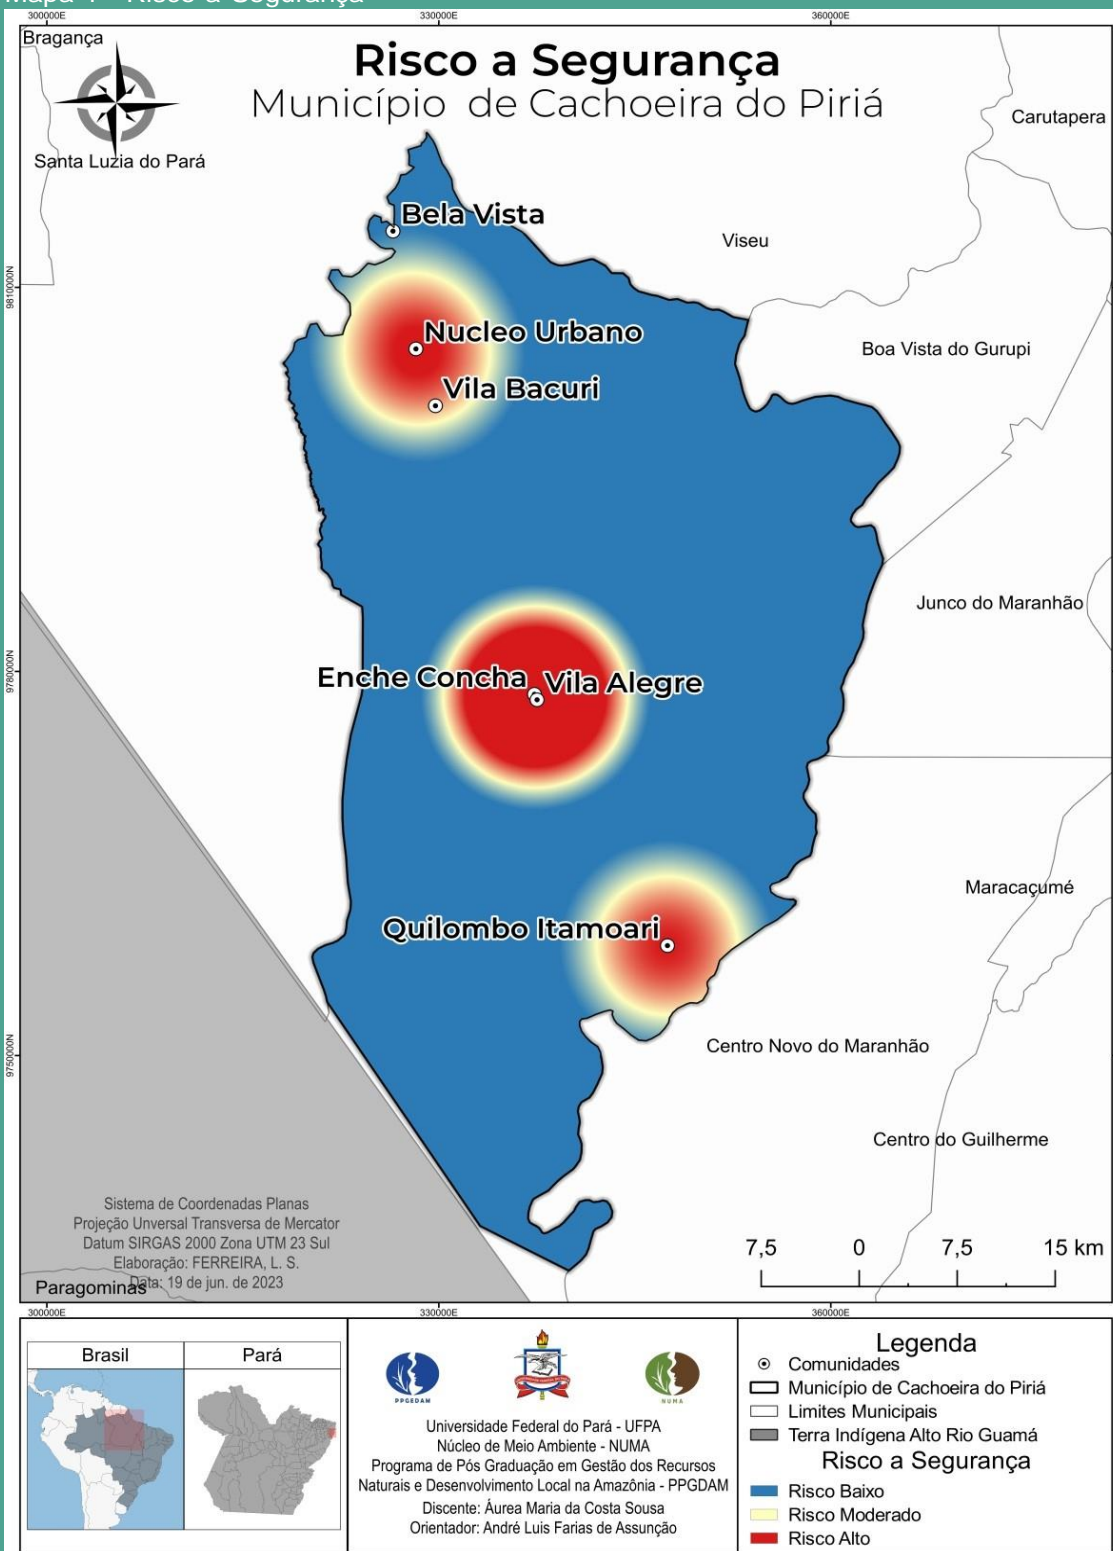 Mapa 4 - Risco a Segurança
300000E
330000E
360000E
Bragança
Risco a Segurança
Município de Cachoeira do Piriá
Carutapera
Santa Luzia do Pará
Bela Vista
Viseu
9810000N
Nucleo Urbano
Boa Vista do Gurupi
Vila Bacuri
Junco do Maranhão
9780000N
Enche Concha
Vila Alegre
Maracaçumé
Quilombo Itamoari
9750000N
Centro Novo do Maranhão
Centro do Guilherme
Sistema de Coordenadas Planas
Projeção Unversal Transversa de Mercator
Datum SIRGAS 2000 Zona UTM 23 Sul
Elaboração: FERREIRA, L. S.
Data: 19 de jun. de 2023
Paragominas
7,5 0 7,5 15 km
300000E
330000E
360000E
Brasil
Pará
PPGEDAM
NUMA
Universidade Federal do Pará - UFPA
Núcleo de Meio Ambiente - NUMA
Programa de Pós Graduação em Gestão dos Recursos
Naturais e Desenvolvimento Local na Amazônia - PPGDAM
Discente: Áurea Maria da Costa Sousa
Orientador: André Luis Farias de Assunção
Legenda
Comunidades
Município de Cachoeira do Piriá
Limites Municipais
Terra Indígena Alto Rio Guamá
Risco a Segurança
Risco Baixo
Risco Moderado
Risco Alto